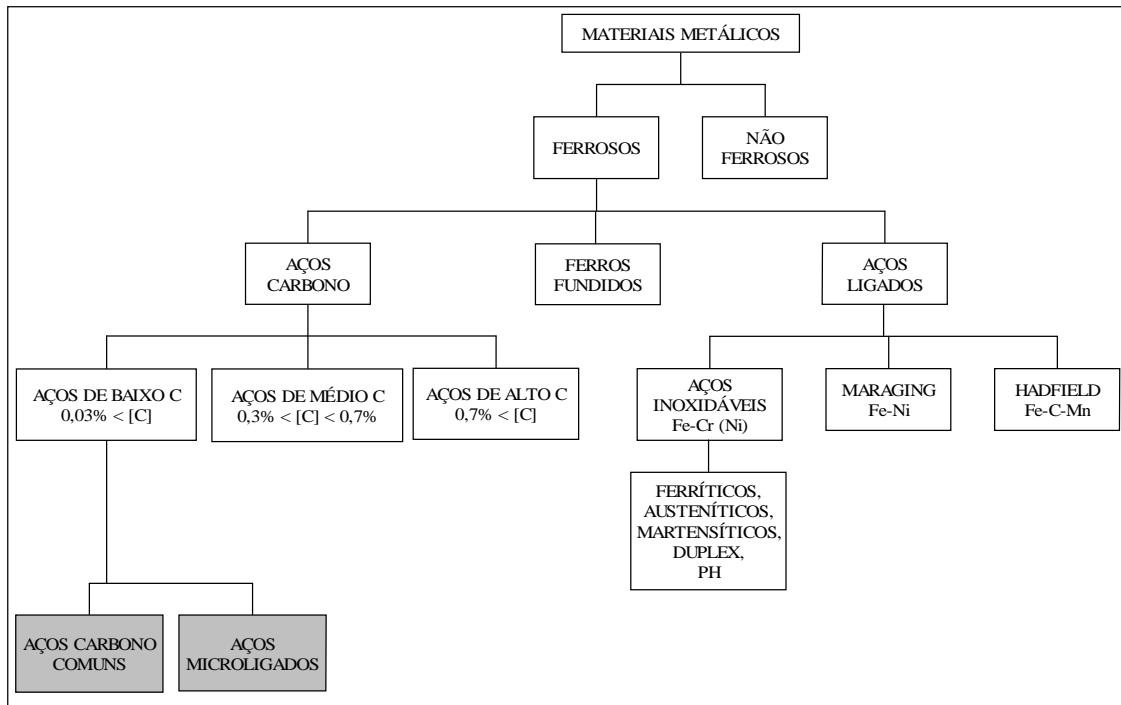 MATERIAIS METÁLICOS
FERROSOS
NÃO
FERROSOS
AÇOS
CARBONO
FERROS
FUNDIDOS
AÇOS
LIGADOS
AÇOS DE BAIXO C
0,03% < [C]
AÇOS DE MÉDIO C
0,3% < [C] < 0,7%
AÇOS DE ALTO C
0,7% < [C]
AÇOS
INOXIDÁVEIS
Fe-Cr (Ni)
MARAGING
Fe-Ni
HADFIELD
Fe-C-Mn
FERRÍTICOS,
AUSTENÍTICOS,
MARTENSÍTICOS,
DUPLEX,
PH
AÇOS CARBONO
COMUNS
AÇOS
MICROLIGADOS